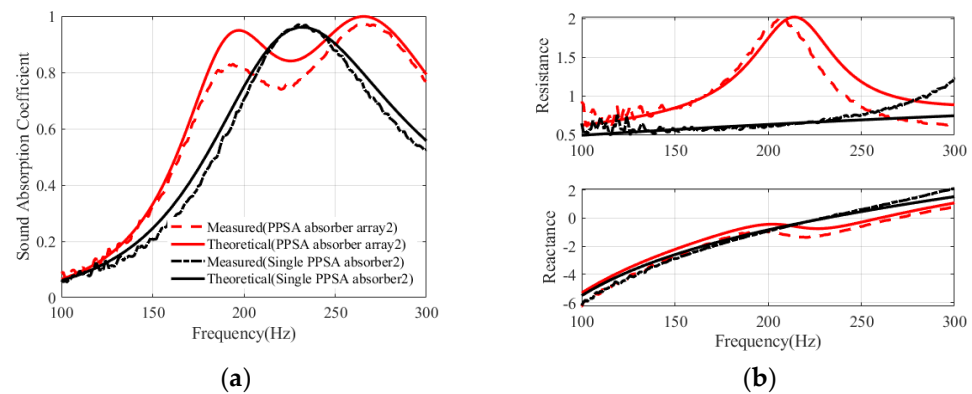 1
0.8
0.6
0.4
0.2
0
Sound Absorption Coefficient
Measured(PPSA absorber array2)
Theoretical(PPSA absorber array2)
Measured(Single PPSA absorber2)
Theoretical(Single PPSA absorber2)
100 150 200 250 300
Frequency(Hz)
(a)
2
1.5
1
0.5
Resistance
100 150 200 250 300
2
0
-2
-4
-6
Reactance
100 150 200 250 300
Frequency(Hz)
(b)